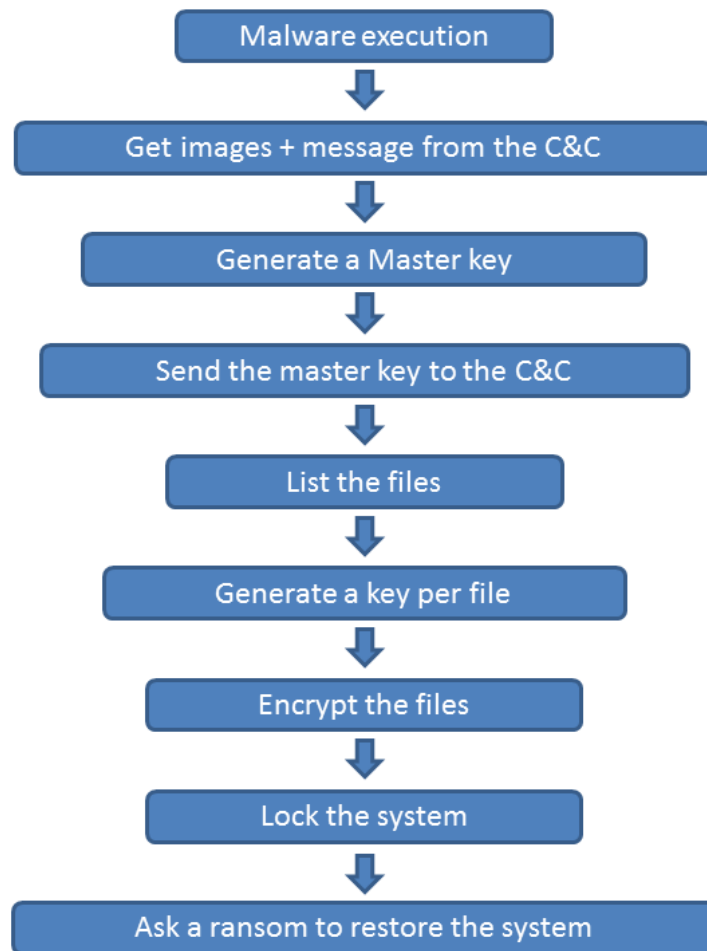 Malware execution
Get images + message from the C&C
Generate a Master key
Send the master key to the C&C
List the files
Generate a key per file
Encrypt the files
Lock the system
Ask a ransom to restore the system